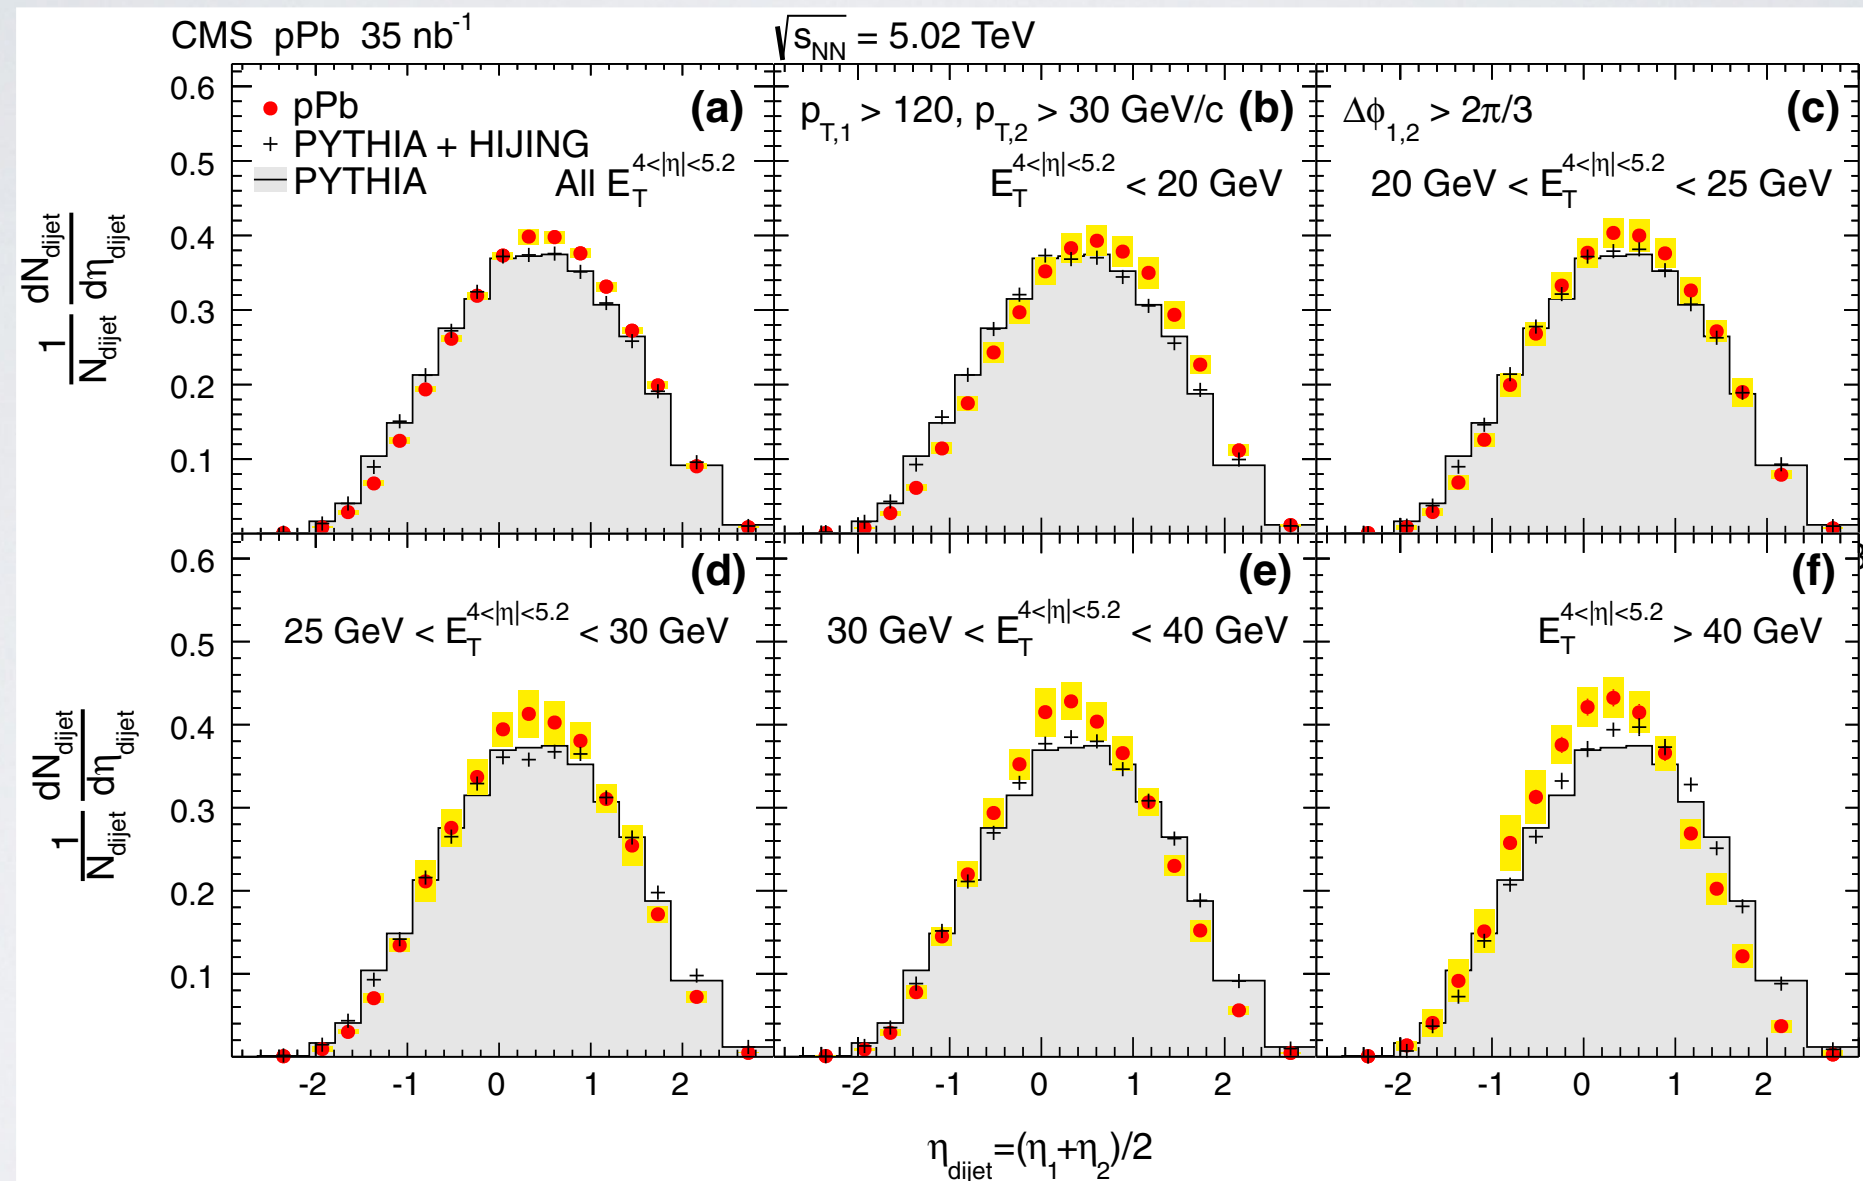 CMS pPb 35 nb-1
√sNN = 5.02 TeV
0.6
0.5
0.4
0.3
0.2
0.1
1/Ndijet dNdijet/dηdijet
(a)
pPb
PYTHIA + HIJING
PYTHIA
All ET4<|η|<5.2
pT,1 > 120, pT,2 > 30 GeV/c (b)
ET4<|η|<5.2 < 20 GeV
Δϕ1,2 > 2π/3 (c)
20 GeV < ET4<|η|<5.2 < 25 GeV
0.6
0.5
0.4
0.3
0.2
0.1
1/Ndijet dNdijet/dηdijet
(d)
25 GeV < ET4<|η|<5.2 < 30 GeV
(e)
30 GeV < ET4<|η|<5.2 < 40 GeV
(f)
ET4<|η|<5.2 > 40 GeV
-2 -1 0 1 2
-2 -1 0 1 2
-2 -1 0 1 2
ηdijet=(η1+η2)/2